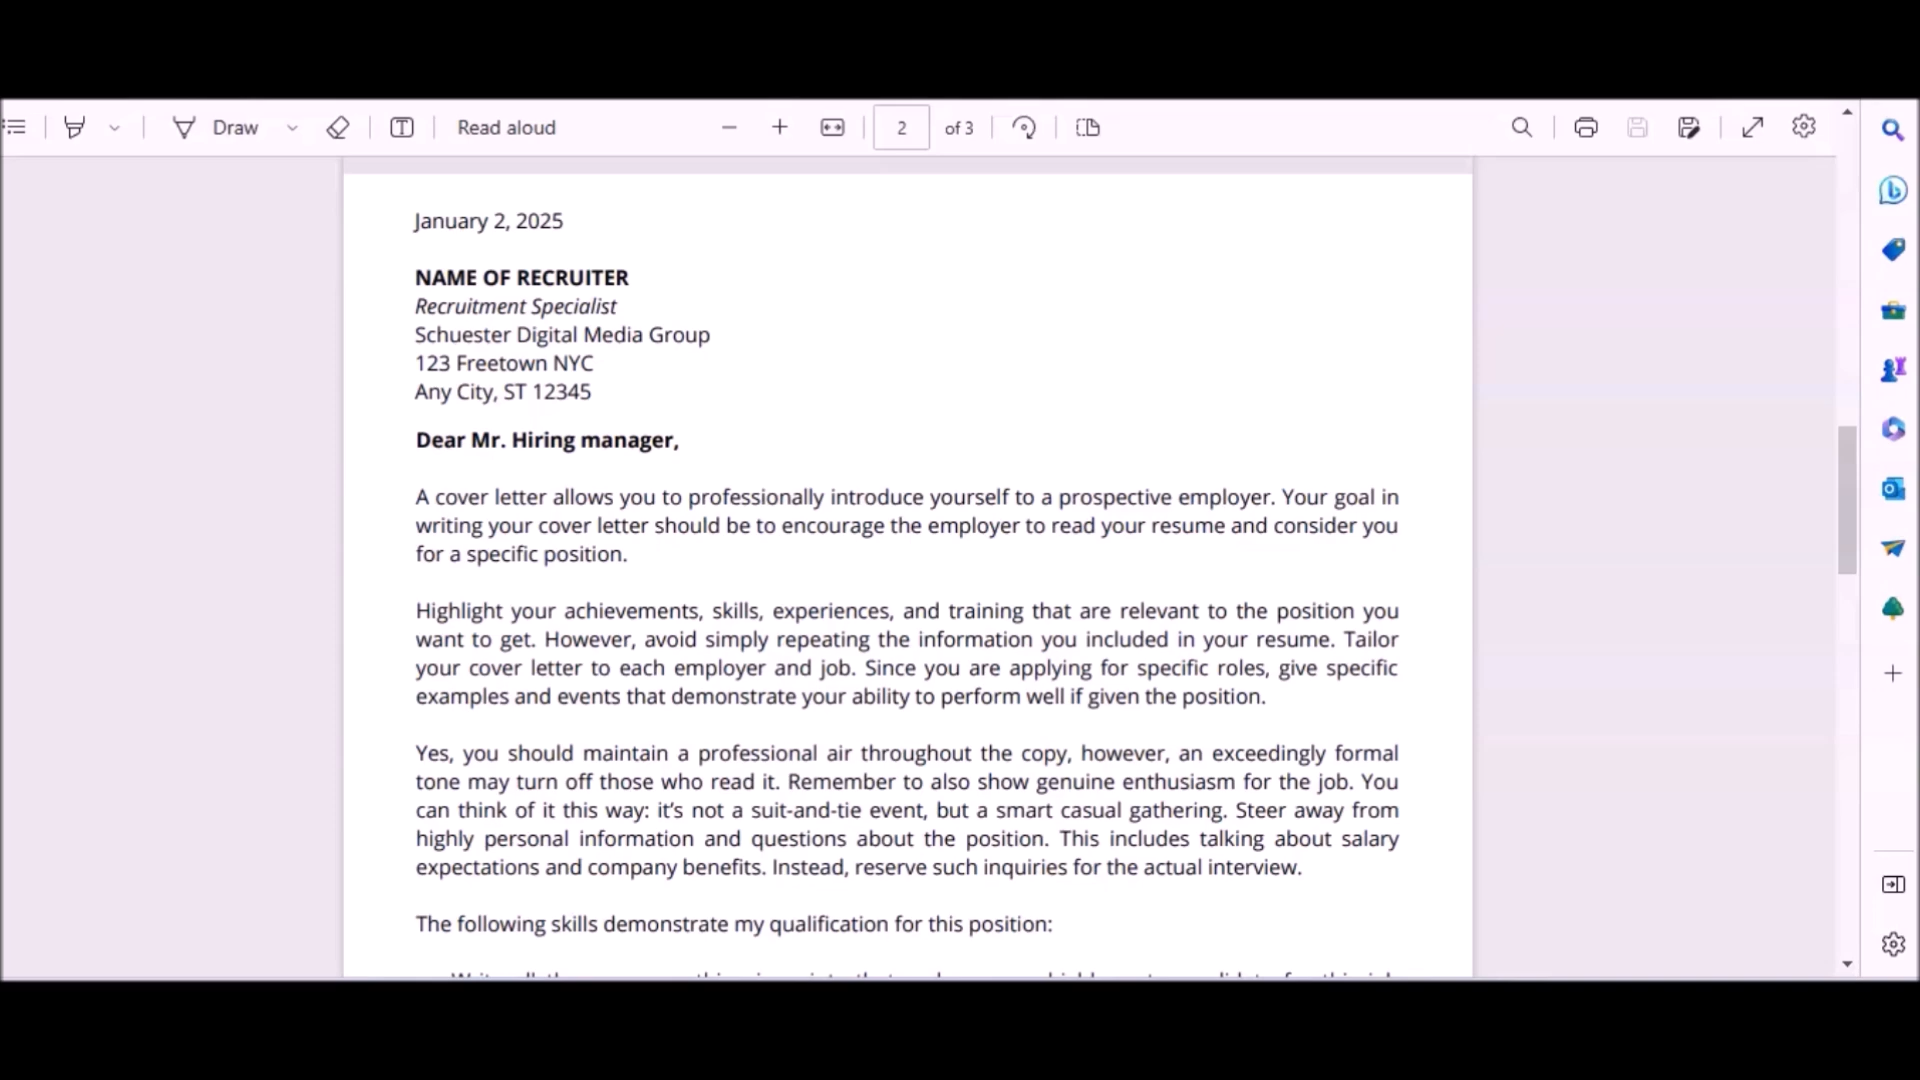 Draw
Read aloud
2 of 3
January 2, 2025
NAME OF RECRUITER
Recruitment Specialist
Schuester Digital Media Group
123 Freetown NYC
Any City, ST 12345
Dear Mr. Hiring manager,
A cover letter allows you to professionally introduce yourself to a prospective employer. Your goal in
writing your cover letter should be to encourage the employer to read your resume and consider you
for a specific position.
Highlight your achievements, skills, experiences, and training that are relevant to the position you
want to get. However, avoid simply repeating the information you included in your resume. Tailor
your cover letter to each employer and job. Since you are applying for specific roles, give specific
examples and events that demonstrate your ability to perform well if given the position.
Yes, you should maintain a professional air throughout the copy, however, an exceedingly formal
tone may turn off those who read it. Remember to also show genuine enthusiasm for the job. You
can think of it this way: it’s not a suit-and-tie event, but a smart casual gathering. Steer away from
highly personal information and questions about the position. This includes talking about salary
expectations and company benefits. Instead, reserve such inquiries for the actual interview.
The following skills demonstrate my qualification for this position: